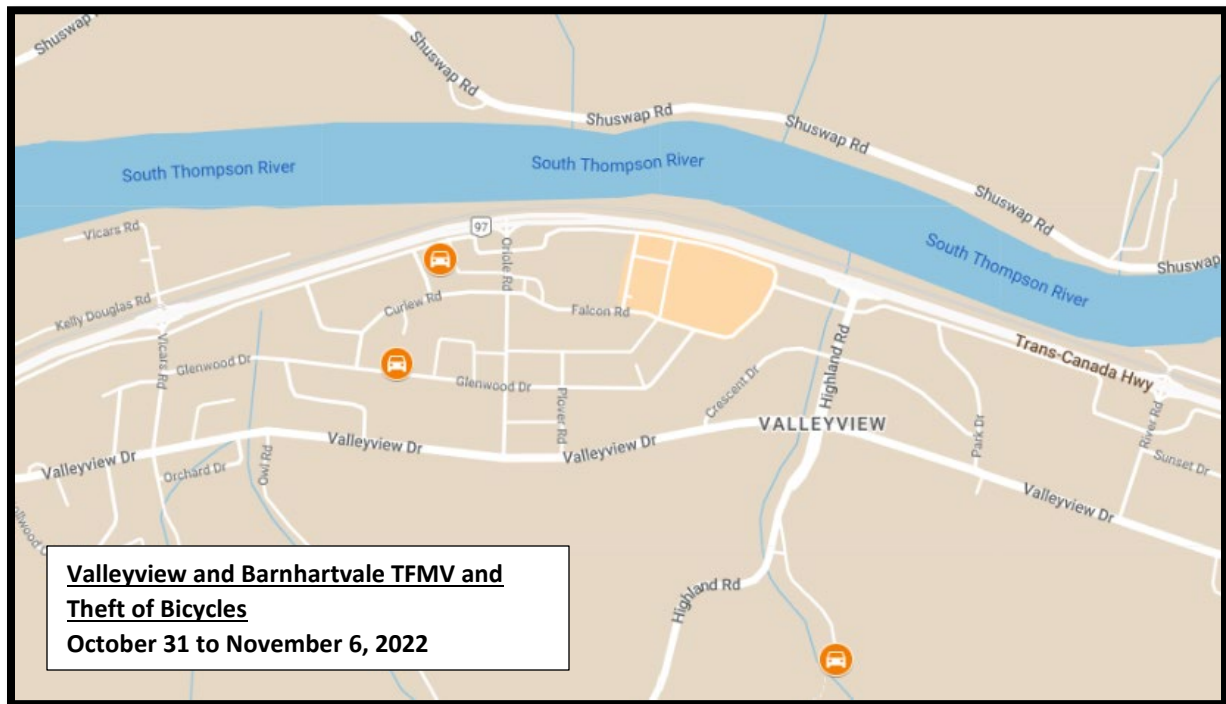 Shuswap Rd
Shuswap Rd
Shuswap Rd
Shuswap Rd
Shuswap Rd
Shuswap
South Thompson River
South Thompson River
South Thompson River
Vicars Rd
97
Oriole Rd
Kelly Douglas Rd
Curlew Rd
Falcon Rd
Vicars Rd
Glenwood Dr
Glenwood Dr
Plover Rd
Crescent Dr
Highland Rd
Trans-Canada Hwy
VALLEYVIEW
Valleyview Dr
Valleyview Dr
Valleyview Dr
Valleyview Dr
Orchard Dr
Owl Rd
Park Dr
River Rd
Sunset Dr
Highland Rd
Valleyview and Barnhartvale TFMV and
Theft of Bicycles
October 31 to November 6, 2022